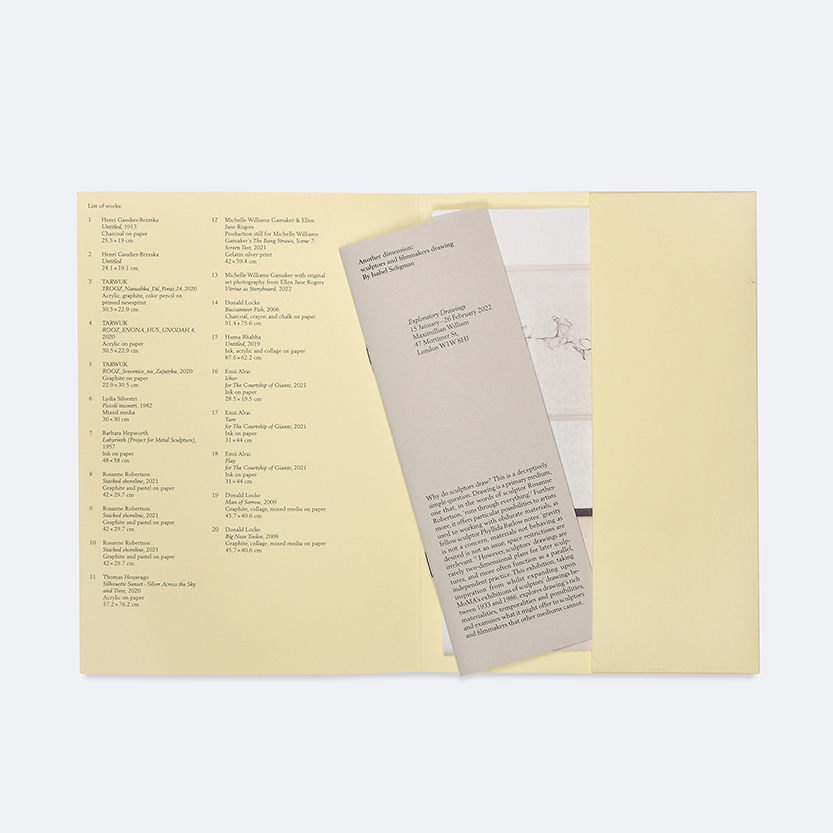 List of works
1 Henri Gaudier-Brzeska
Untitled, 1913
Charcoal on paper
25.5 × 19 cm
2 Henri Gaudier-Brzeska
Untitled
24.1 × 19.1 cm
3 TARWUK
2020
Acrylic, graphite, color pencil on
primed newsprint
30.5 × 22.9 cm
4 TARWUK
2020
Acrylic on paper
30.5 × 22.9 cm
5 TARWUK
2020
Graphite on paper
22.9 × 30.5 cm
6 Lydia Silvestri
Piccoli incontri, 1982
Mixed media
30 × 30 cm
7 Barbara Hepworth
Labyrinth (Project for Metal Sculpture),
1957
Ink on paper
48 × 58 cm
8 Rosanne Robertson
Stacked shoreline, 2021
Graphite and pastel on paper
42 × 29.7 cm
9 Rosanne Robertson
Stacked shoreline, 2021
Graphite and pastel on paper
42 × 29.7 cm
10 Rosanne Robertson
Stacked shoreline, 2021
Graphite and pastel on paper
42 × 29.7 cm
11 Thomas Houseago
Silhouette Sunset – Silver Across the Sky
and Trees, 2020
Acrylic on paper
57.2 × 76.2 cm
12 Michelle Williams Gamaker & Ellen
Jane Rogers
Production still for Michelle Williams
Gamaker's The Bang Straws, Scene 7:
Screen Test, 2021
Gelatin silver print
42 × 59.4 cm
13 Michelle Williams Gamaker with original
art photography from Ellen Jane Rogers
Vitrine as Storyboard, 2022
14 Donald Locke
Buccaneer Fish, 2006
Charcoal, crayon and chalk on paper
91.4 × 75.6 cm
15 Huma Bhabha
Untitled, 2019
Ink, acrylic and collage on paper
87.6 × 62.2 cm
16 Emii Alrai
Ichor
for The Courtship of Giants, 2021
Ink on paper
28.5 × 19.5 cm
17 Emii Alrai
for The Courtship of Giants, 2021
Ink on paper
31 × 44 cm
18 Emii Alrai
Flay
for The Courtship of Giants, 2021
Ink on paper
31 × 44 cm
19 Donald Locke
Man of Sorrow, 2009
Graphite, collage, mixed media on paper
45.7 × 40.6 cm
20 Donald Locke
Big Nose 2009
Graphite, collage, mixed media on paper
45.7 × 40.6 cm
Another dimension:
sculptors and filmmakers drawing
By Isabel Seligman
Exploratory Drawings
15 January – 26 February 2022
Maximillian William
47 Mortimer St,
London W1W 8HJ
Why do sculptors draw? This is a deceptively
simple question. Drawing is a primary medium,
one that, in the words of sculptor Rosanne
Robertson, 'runs through everything.' Further-
more, it offers particular possibilities to artists
used to working with obdurate materials, as
fellow sculptor Phyllida Barlow notes, 'gravity
is not a concern, materials not behaving as
desired is not an issue, space restrictions are
irrelevant.' However, sculptors' drawings are
rarely two-dimensional plans for later sculp-
tures, and more often function as a parallel,
independent practice. This exhibition, taking
inspiration from whilst expanding upon
MoMA's exhibitions of sculptors' drawings be-
tween 1933 and 1986, explores drawing's rich
materialities, temporalities and possibilities,
and examines what it might offer to sculptors
and filmmakers that other mediums cannot.